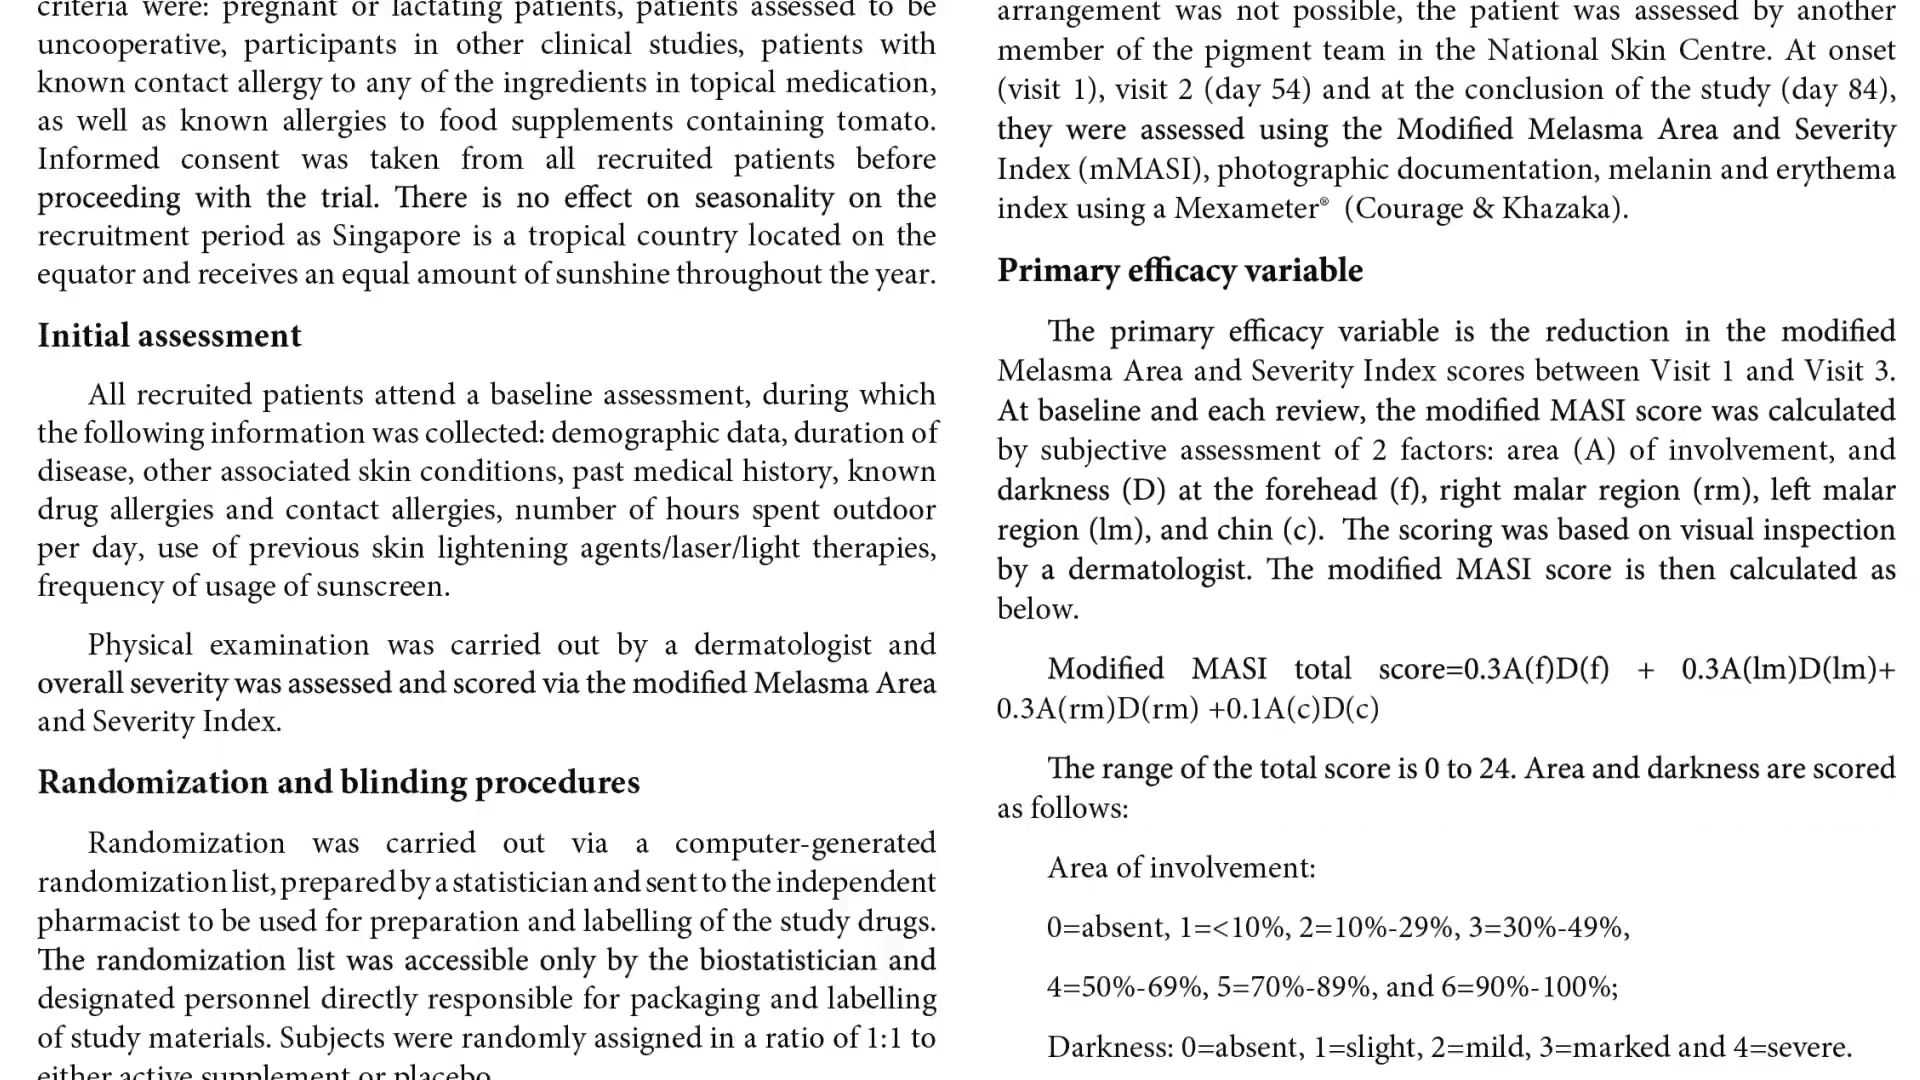 criteria were: pregnant or lactating patients, patients assessed to be
uncooperative, participants in other clinical studies, patients with
known contact allergy to any of the ingredients in topical medication,
as well as known allergies to food supplements containing tomato.
Informed consent was taken from all recruited patients before
proceeding with the trial. There is no effect on seasonality on the
recruitment period as Singapore is a tropical country located on the
equator and receives an equal amount of sunshine throughout the year.
Initial assessment
All recruited patients attend a baseline assessment, during which
the following information was collected: demographic data, duration of
disease, other associated skin conditions, past medical history, known
drug allergies and contact allergies, number of hours spent outdoor
per day, use of previous skin lightening agents/laser/light therapies,
frequency of usage of sunscreen.
Physical examination was carried out by a dermatologist and
overall severity was assessed and scored via the modified Melasma Area
and Severity Index.
Randomization and blinding procedures
Randomization was carried out via a computer-generated
randomization list, prepared by a statistician and sent to the independent
pharmacist to be used for preparation and labelling of the study drugs.
The randomization list was accessible only by the biostatistician and
designated personnel directly responsible for packaging and labelling
of study materials. Subjects were randomly assigned in a ratio of 1:1 to
either active supplement or placebo.
arrangement was not possible, the patient was assessed by another
member of the pigment team in the National Skin Centre. At onset
(visit 1), visit 2 (day 54) and at the conclusion of the study (day 84),
they were assessed using the Modified Melasma Area and Severity
Index (mMASI), photographic documentation, melanin and erythema
index using a Mexameter® (Courage & Khazaka).
Primary efficacy variable
The primary efficacy variable is the reduction in the modified
Melasma Area and Severity Index scores between Visit 1 and Visit 3.
At baseline and each review, the modified MASI score was calculated
by subjective assessment of 2 factors: area (A) of involvement, and
darkness (D) at the forehead (f), right malar region (rm), left malar
region (lm), and chin (c). The scoring was based on visual inspection
by a dermatologist. The modified MASI score is then calculated as
below.
Modified MASI total score=0.3A(f)D(f) + 0.3A(lm)D(lm)+
0.3A(rm)D(rm) +0.1A(c)D(c)
The range of the total score is 0 to 24. Area and darkness are scored
as follows:
Area of involvement:
0=absent, 1=<10%, 2=10%-29%, 3=30%-49%,
4=50%-69%, 5=70%-89%, and 6=90%-100%;
Darkness: 0=absent, 1=slight, 2=mild, 3=marked and 4=severe.